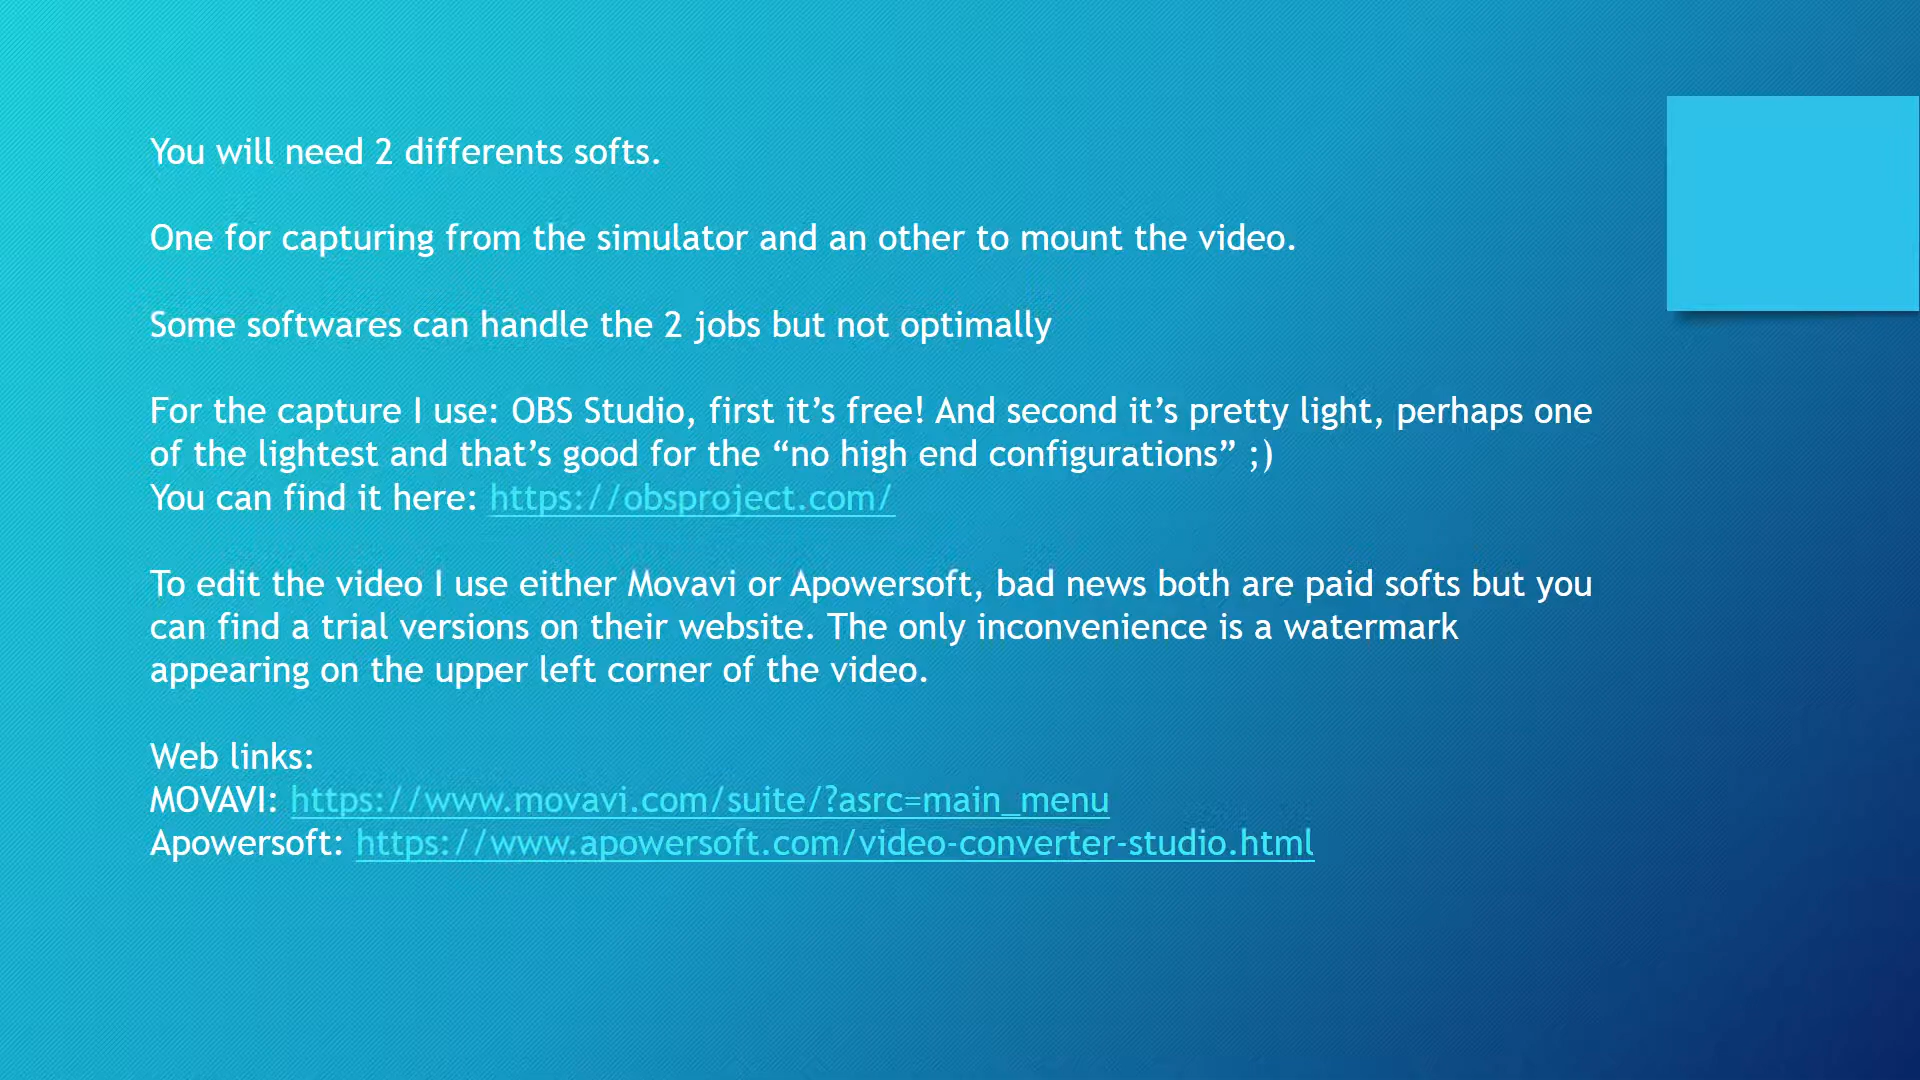 You will need 2 differents softs.
One for capturing from the simulator and an other to mount the video.
Some softwares can handle the 2 jobs but not optimally
For the capture I use: OBS Studio, first it’s free! And second it’s pretty light, perhaps one
of the lightest and that’s good for the “no high end configurations” ;)
You can find it here: https://obsproject.com/
To edit the video I use either Movavi or Apowersoft, bad news both are paid softs but you
can find a trial versions on their website. The only inconvenience is a watermark
appearing on the upper left corner of the video.
Web links:
MOVAVI: https://www.movavi.com/suite/?asrc=main_menu
Apowersoft: https://www.apowersoft.com/video-converter-studio.html